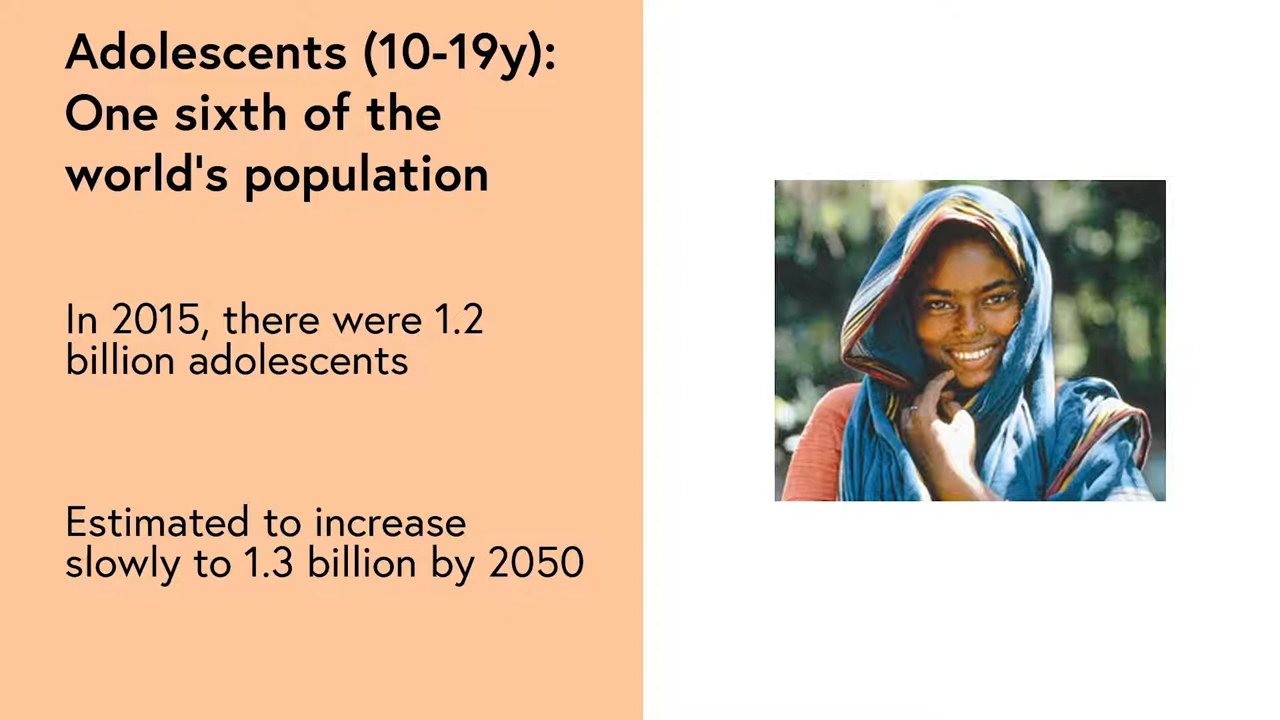 Adolescents (10-19y):
One sixth of the
world's population
In 2015, there were 1.2
billion adolescents
Estimated to increase
slowly to 1.3 billion by 2050